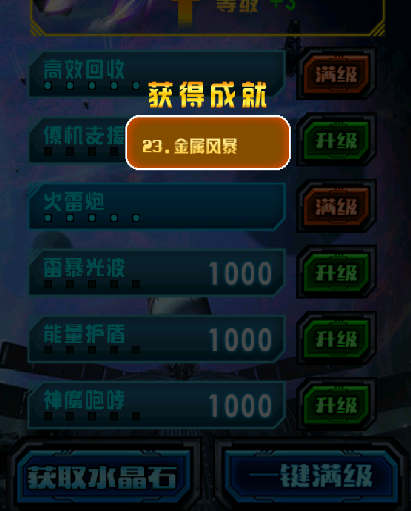 等级 +3
高效回收
满级
获得成就
僚机支援
23.金属风暴
升级
火雷炮
满级
雷暴光波
1000
升级
能量护盾
1000
升级
神魔咆哮
1000
升级
获取水晶石
一键满级